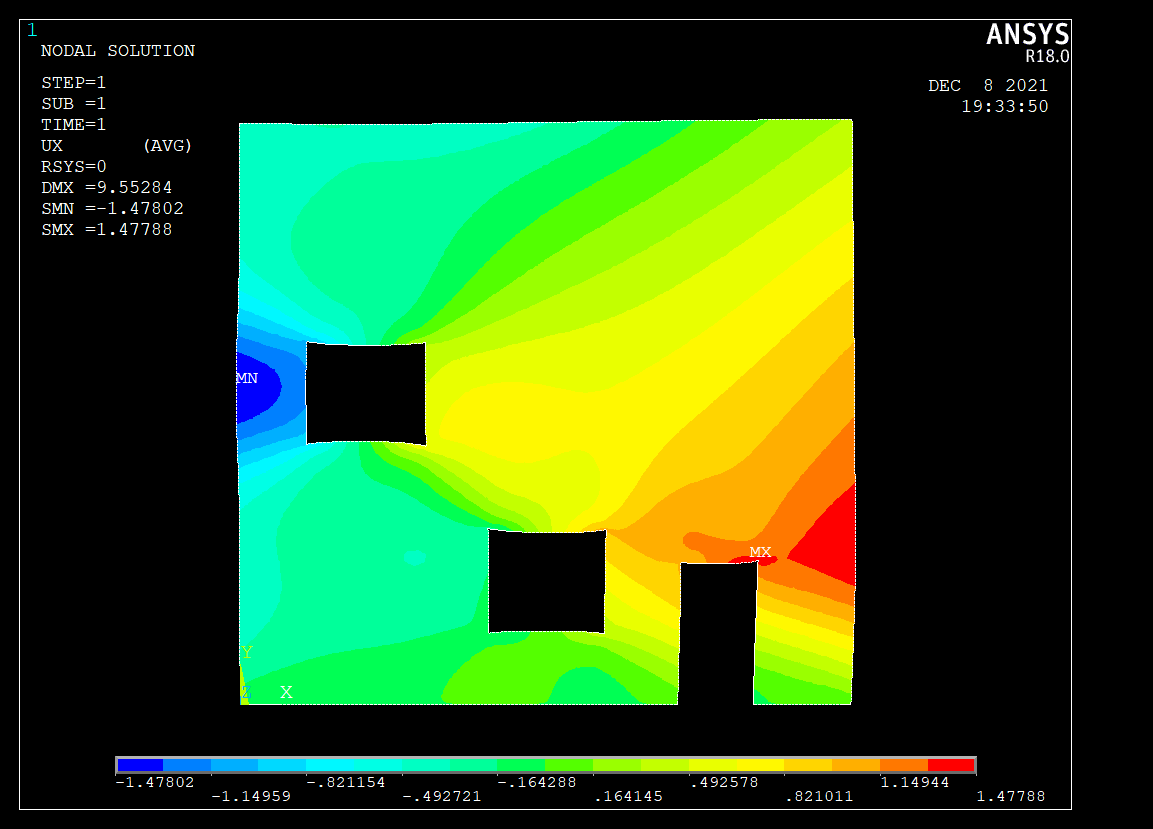 1
NODAL SOLUTION
STEP=1
SUB =1
TIME=1
UX (AVG)
RSYS=0
DMX =9.55284
SMN =-1.47802
SMX =1.47788
ANSYS
R18.0
DEC 8 2021
19:33:50
MN
MX
Y
Z X
-1.47802 -.821154 -.164288 .492578 1.14944
-1.14959 -.492721 .164145 .821011 1.47788